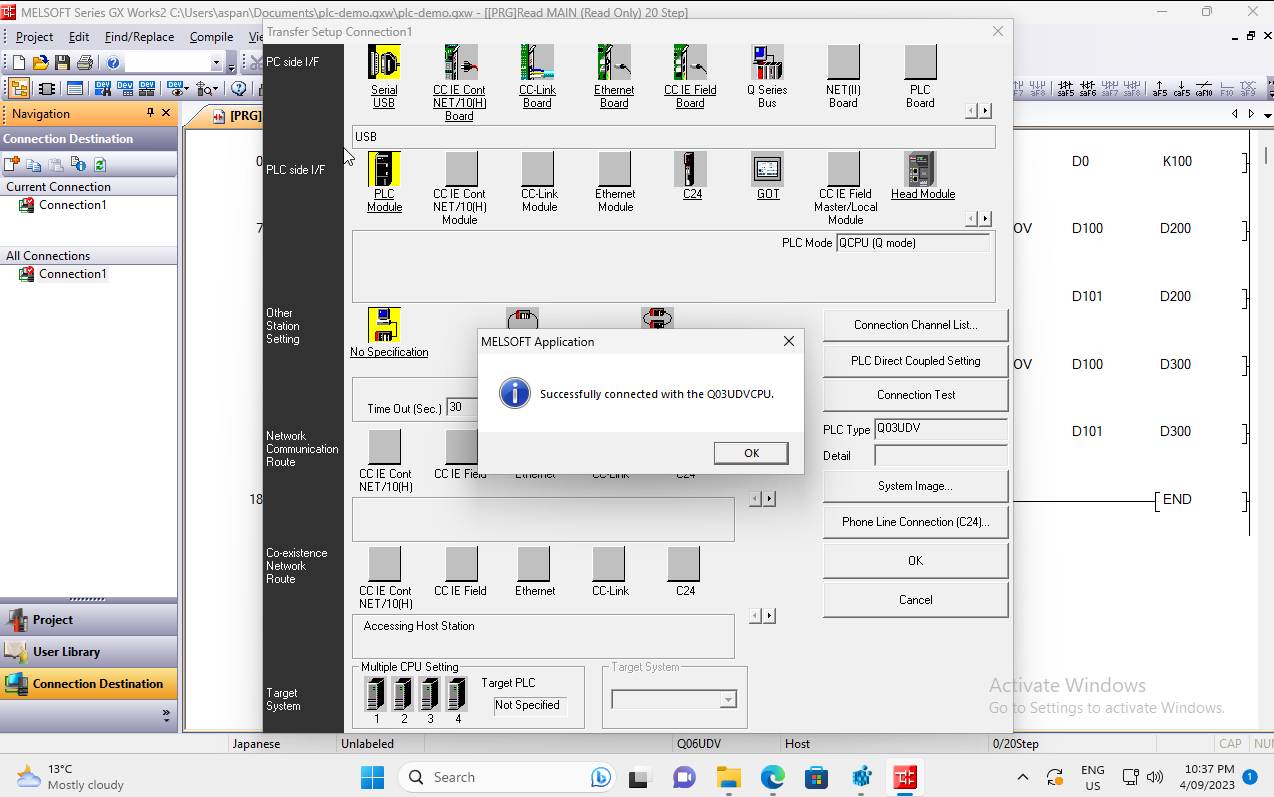 MELSOFT Series GX Works2 C:\Users\aspan\Documents\plc-demo.gxw\plc-demo.gxw - [[PRG]Read MAIN (Read Only) 20 Step]
Project Edit Find/Replace Compile Vie
Navigation
Connection Destination
Current Connection
Connection1
All Connections
Connection1
Project
User Library
Connection Destination
[PRG]
0
7
18
Transfer Setup Connection1
PC side I/F
Serial
USB
CC IE Cont
NET/10(H)
Board
CC-Link
Board
Ethernet
Board
CC IE Field
Board
Q Series
Bus
NET(II)
Board
PLC
Board
USB
PLC side I/F
PLC
Module
CC IE Cont
NET/10(H)
Module
CC-Link
Module
Ethernet
Module
C24
GOT
CC IE Field
Master/Local
Module
Head Module
PLC Mode QCPU (Q mode)
Other
Station
Setting
No Specification
Time Out (Sec.) 30
MELSOFT Application
Successfully connected with the Q03UDVCPU.
OK
Connection Channel List...
PLC Direct Coupled Setting
Connection Test
PLC Type Q03UDV
Detail
System Image...
Phone Line Connection (C24)...
OK
Cancel
Network
Communication
Route
CC IE Cont
NET/10(H)
CC IE Field
Ethernet
CC-Link
C24
Co-existence
Network
Route
CC IE Cont
NET/10(H)
CC IE Field
Ethernet
CC-Link
C24
Accessing Host Station
Target
System
Multiple CPU Setting
1 2 3 4
Target PLC
Not Specified
Target System
F7 aF8 saF5 saF6 saF7 saF8 aF5 caF5 caF10 F10 aF9
D0 K100
OV D100 D200
D101 D200
OV D100 D300
D101 D300
END
Activate Windows
Go to Settings to activate Windows.
Japanese Unlabeled Q06UDV Host 0/20Step CAP NUM
13°C
Mostly cloudy
Search
ENG
US
10:37 PM
4/09/2023
1